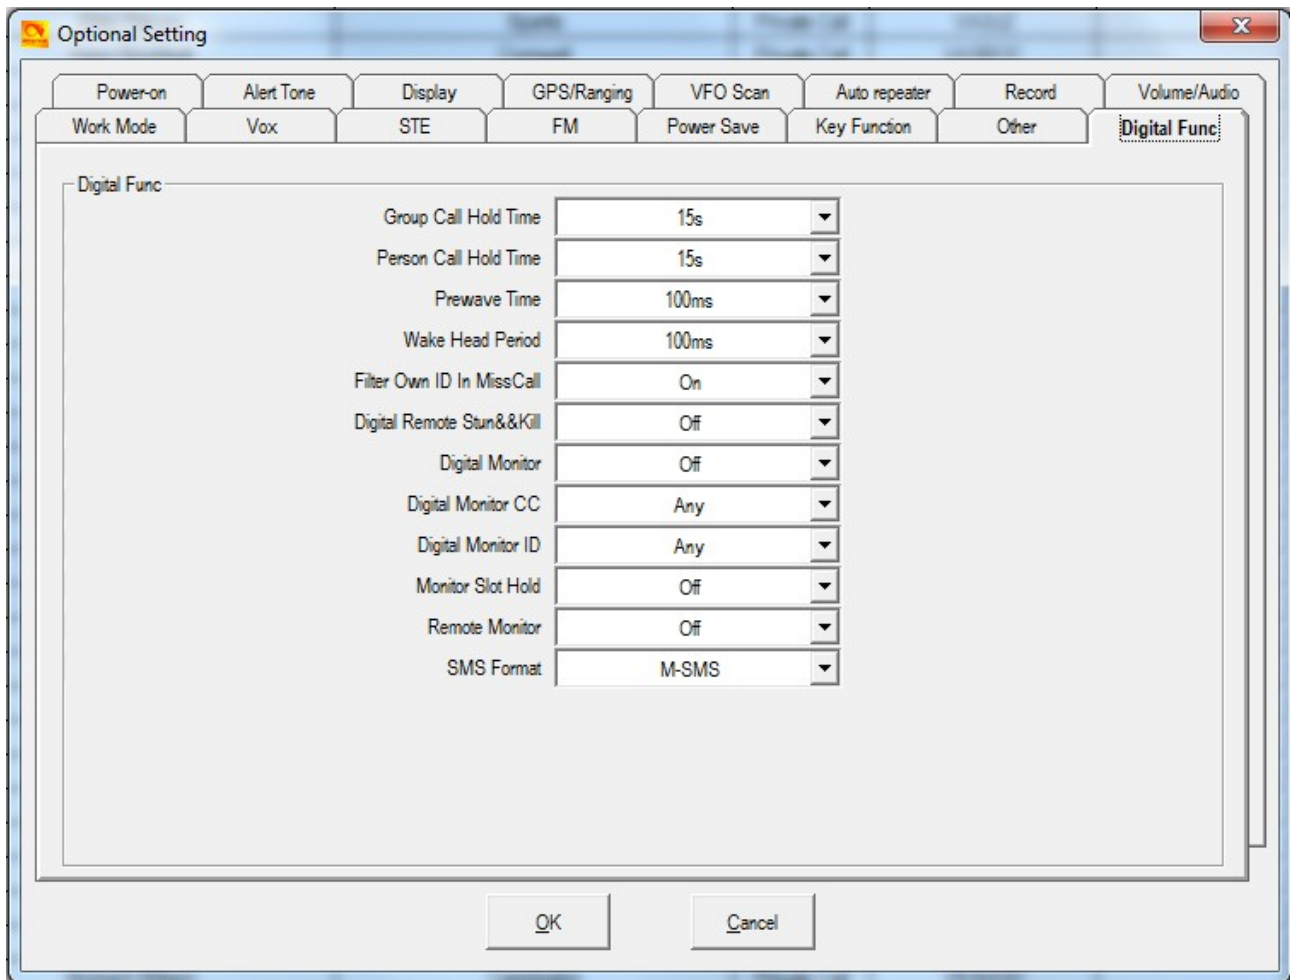 Optional Setting
Power-on Alert Tone Display GPS/Ranging VFO Scan Auto repeater Record Volume/Audio
Work Mode Vox STE FM Power Save Key Function Other Digital Func
Digital Func
Group Call Hold Time 15s
Person Call Hold Time 15s
Prewave Time 100ms
Wake Head Period 100ms
Filter Own ID In MissCall On
Digital Remote Stun&&Kill Off
Digital Monitor Off
Digital Monitor CC Any
Digital Monitor ID Any
Monitor Slot Hold Off
Remote Monitor Off
SMS Format M-SMS
OK Cancel